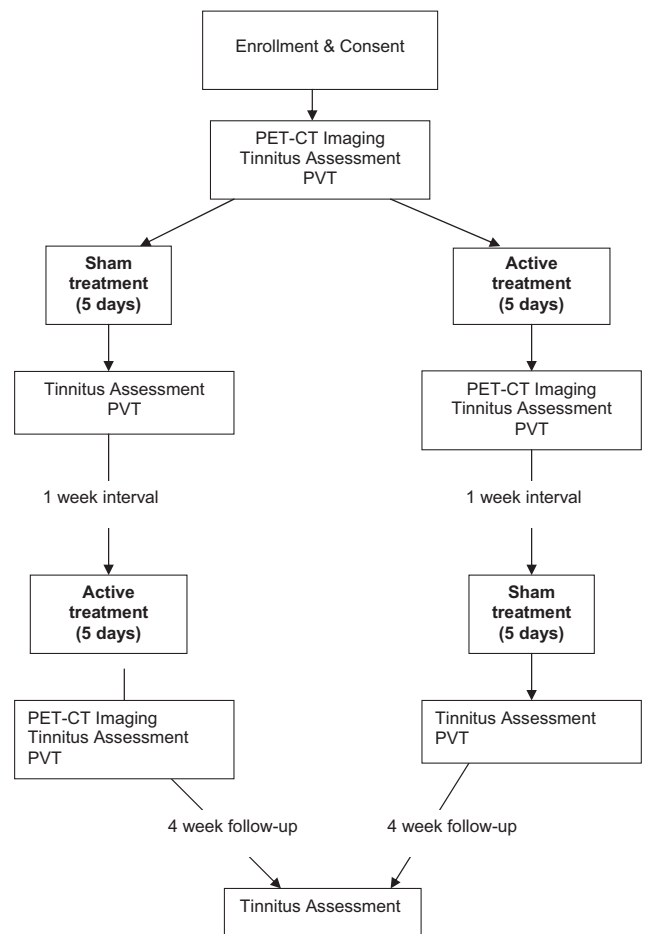 Enrollment & Consent
PET-CT Imaging
Tinnitus Assessment
PVT
Sham
treatment
(5 days)
Active
treatment
(5 days)
Tinnitus Assessment
PVT
PET-CT Imaging
Tinnitus Assessment
PVT
1 week interval
1 week interval
Active
treatment
(5 days)
Sham
treatment
(5 days)
PET-CT Imaging
Tinnitus Assessment
PVT
Tinnitus Assessment
PVT
4 week follow-up
4 week follow-up
Tinnitus Assessment